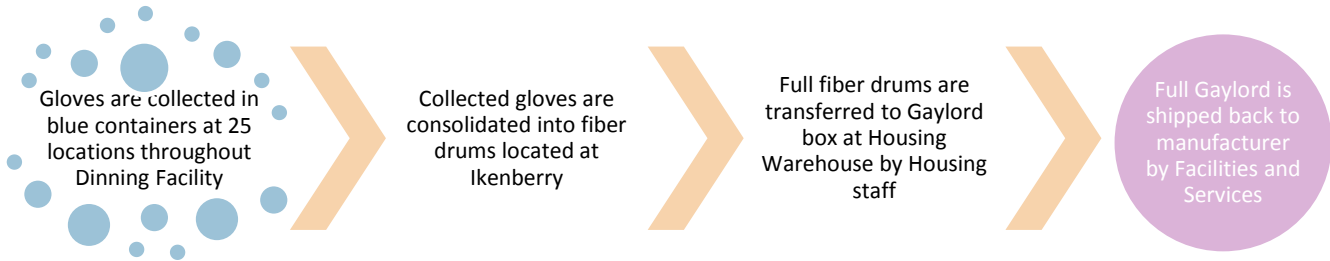 Gloves are collected in
blue containers at 25
locations throughout
Dinning Facility
Collected gloves are
consolidated into fiber
drums located at
Ikenberry
Full fiber drums are
transferred to Gaylord
box at Housing
Warehouse by Housing
staff
Full Gaylord is
shipped back to
manufacturer
by Facilities and
Services